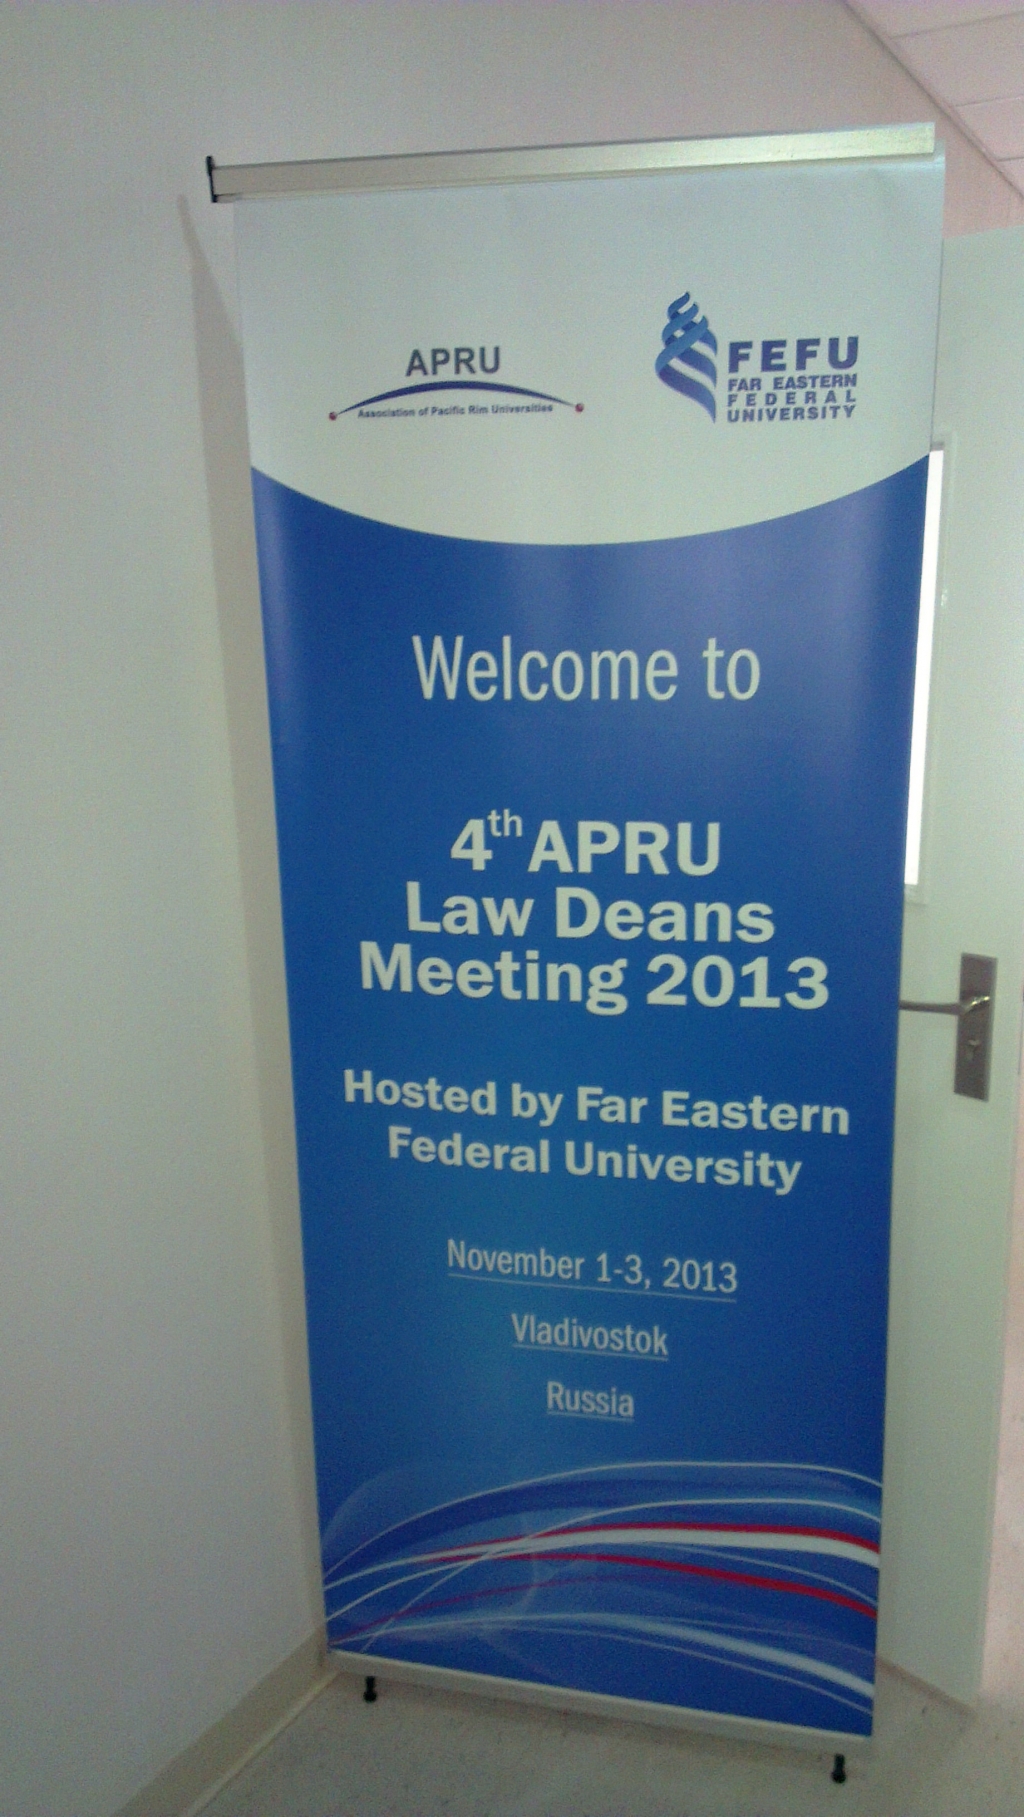 APRU
Association of Pacific Rim Universities
FEFU
FAR EASTERN
FEDERAL
UNIVERSITY
Welcome to
4th APRU
Law Deans
Meeting 2013
Hosted by Far Eastern
Federal University
November 1-3, 2013
Vladivostok
Russia